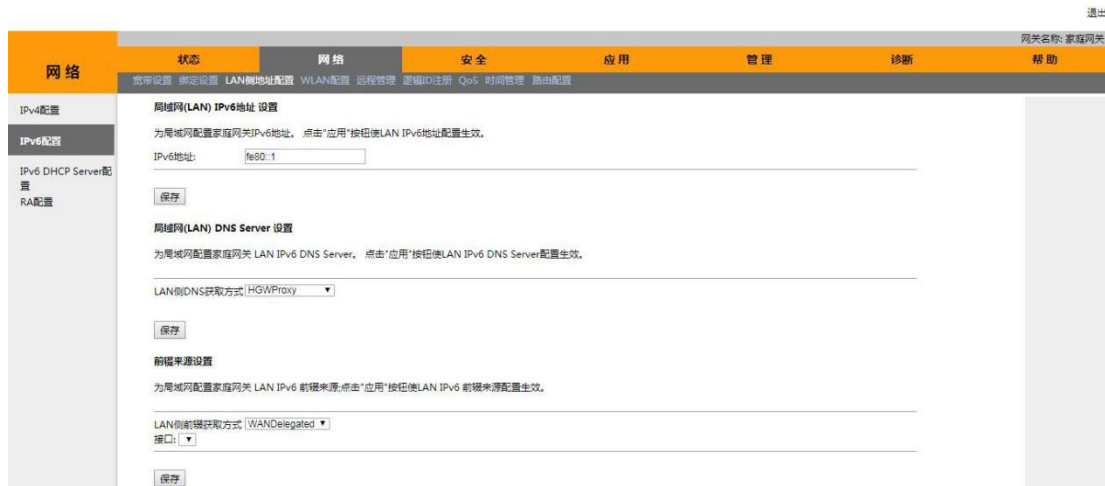 退出
网关名称: 家庭网关
网络
状态 网络 安全 应用 管理 诊断 帮助
宽带设置 绑定设置 LAN侧地址配置 WLAN配置 远程管理 逻辑ID注册 QoS 时间管理 路由配置
IPv4配置
IPv6配置
IPv6 DHCP Server配
置
RA配置
局域网(LAN) IPv6地址 设置
为局域网配置家庭网关IPv6地址。 点击"应用"按钮使LAN IPv6地址配置生效。
IPv6地址: fe80::1
保存
局域网(LAN) DNS Server 设置
为局域网配置家庭网关 LAN IPv6 DNS Server。 点击"应用"按钮使LAN IPv6 DNS Server配置生效。
LAN侧DNS获取方式 HGWProxy
保存
前缀来源设置
为局域网配置家庭网关 LAN IPv6 前缀来源;点击"应用"按钮使LAN IPv6 前缀来源配置生效。
LAN侧前缀获取方式 WANDelegated
接口:
保存